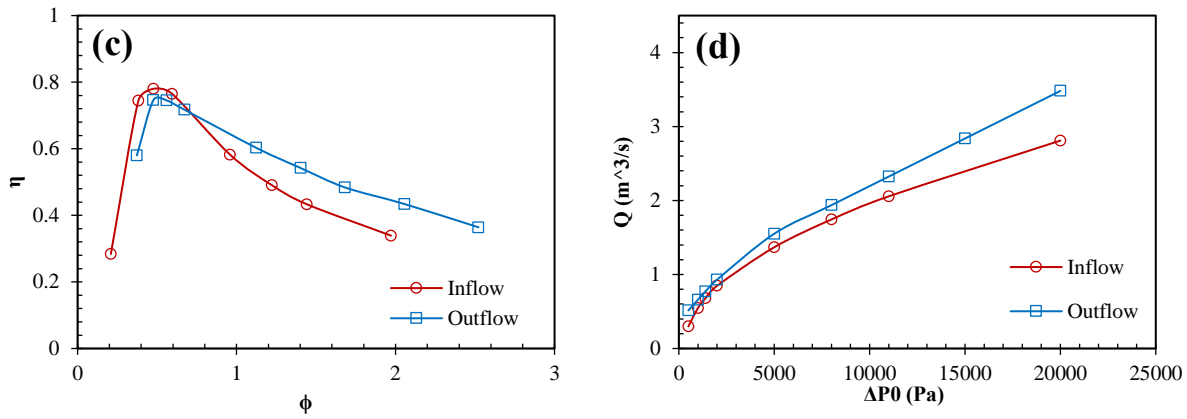 (c)
1
0.8
0.6
0.4
0.2
0
η
0
1
2
3
ϕ
Inflow
Outflow
(d)
4
3
2
1
0
Q (m^3/s)
0
5000
10000
15000
20000
25000
ΔP0 (Pa)
Inflow
Outflow